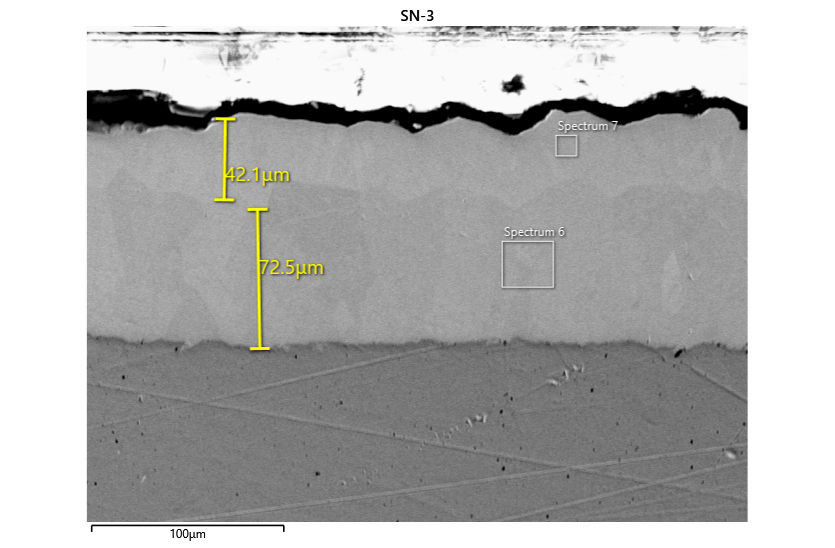 SN-3
Spectrum 7
42.1µm
Spectrum 6
72.5µm
100µm